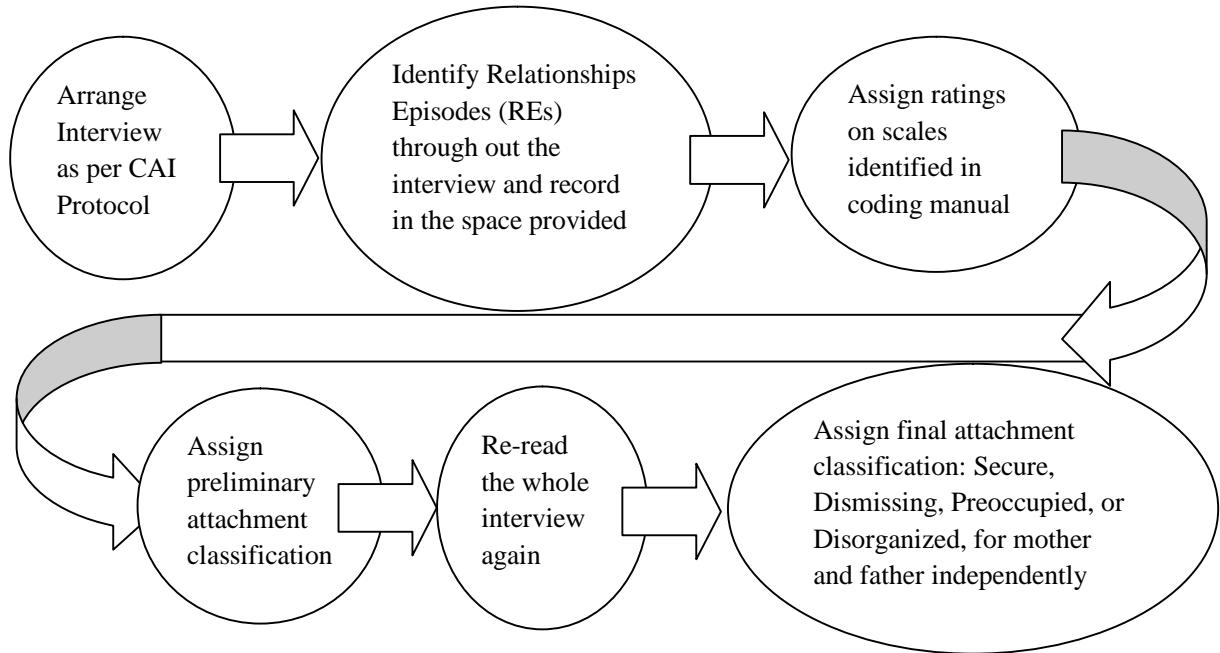 Arrange
Interview
as per CAI
Protocol
Identify Relationships
Episodes (REs)
through out the
interview and record
in the space provided
Assign ratings
on scales
identified in
coding manual
Assign
preliminary
attachment
classification
Re-read
the whole
interview
again
Assign final attachment
classification: Secure,
Dismissing, Preoccupied, or
Disorganized, for mother
and father independently